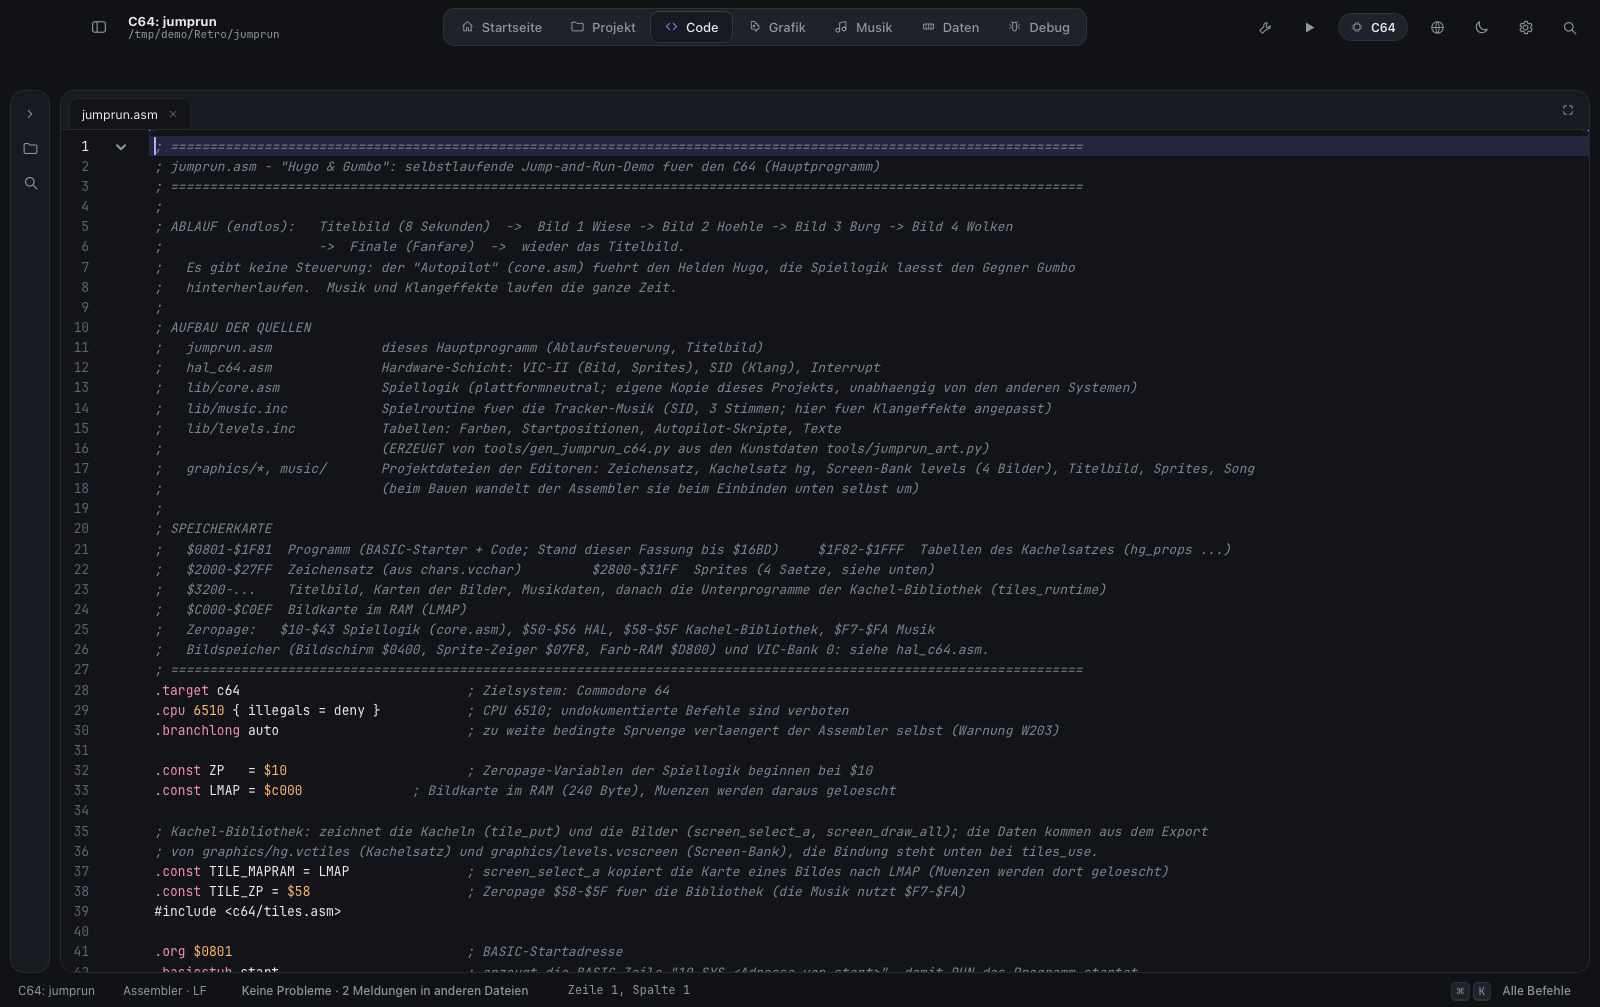 C64: jumprun
/tmp/demo/Retro/jumprun
Startseite Projekt Code Grafik Musik Daten Debug
C64
jumprun.asm
1 ; =====================================================================================================================
2 ; jumprun.asm - "Hugo & Gumbo": selbstlaufende Jump-and-Run-Demo fuer den C64 (Hauptprogramm)
3 ; =====================================================================================================================
4 ;
5 ; ABLAUF (endlos):   Titelbild (8 Sekunden)  ->  Bild 1 Wiese -> Bild 2 Hoehle -> Bild 3 Burg -> Bild 4 Wolken
6 ;                    ->  Finale (Fanfare)  ->  wieder das Titelbild.
7 ;   Es gibt keine Steuerung: der "Autopilot" (core.asm) fuehrt den Helden Hugo, die Spiellogik laesst den Gegner Gumbo
8 ;   hinterherlaufen.  Musik und Klangeffekte laufen die ganze Zeit.
9 ;
10 ; AUFBAU DER QUELLEN
11 ;   jumprun.asm              dieses Hauptprogramm (Ablaufsteuerung, Titelbild)
12 ;   hal_c64.asm              Hardware-Schicht: VIC-II (Bild, Sprites), SID (Klang), Interrupt
13 ;   lib/core.asm             Spiellogik (plattformneutral; eigene Kopie dieses Projekts, unabhaengig von den anderen Systemen)
14 ;   lib/music.inc            Spielroutine fuer die Tracker-Musik (SID, 3 Stimmen; hier fuer Klangeffekte angepasst)
15 ;   lib/levels.inc           Tabellen: Farben, Startpositionen, Autopilot-Skripte, Texte
16 ;                            (ERZEUGT von tools/gen_jumprun_c64.py aus den Kunstdaten tools/jumprun_art.py)
17 ;   graphics/*, music/       Projektdateien der Editoren: Zeichensatz, Kachelsatz hg, Screen-Bank levels (4 Bilder), Titelbild, Sprites, Song
18 ;                            (beim Bauen wandelt der Assembler sie beim Einbinden unten selbst um)
19 ;
20 ; SPEICHERKARTE
21 ;   $0801-$1F81  Programm (BASIC-Starter + Code; Stand dieser Fassung bis $16BD)     $1F82-$1FFF  Tabellen des Kachelsatzes (hg_props ...)
22 ;   $2000-$27FF  Zeichensatz (aus chars.vcchar)         $2800-$31FF  Sprites (4 Saetze, siehe unten)
23 ;   $3200-...    Titelbild, Karten der Bilder, Musikdaten, danach die Unterprogramme der Kachel-Bibliothek (tiles_runtime)
24 ;   $C000-$C0EF  Bildkarte im RAM (LMAP)
25 ;   Zeropage:   $10-$43 Spiellogik (core.asm), $50-$56 HAL, $58-$5F Kachel-Bibliothek, $F7-$FA Musik
26 ;   Bildspeicher (Bildschirm $0400, Sprite-Zeiger $07F8, Farb-RAM $D800) und VIC-Bank 0: siehe hal_c64.asm.
27 ; =====================================================================================================================
28 .target c64                             ; Zielsystem: Commodore 64
29 .cpu 6510 { illegals = deny }           ; CPU 6510; undokumentierte Befehle sind verboten
30 .branchlong auto                        ; zu weite bedingte Spruenge verlaengert der Assembler selbst (Warnung W203)
31
32 .const ZP   = $10                       ; Zeropage-Variablen der Spiellogik beginnen bei $10
33 .const LMAP = $c000              ; Bildkarte im RAM (240 Byte), Muenzen werden daraus geloescht
34
35 ; Kachel-Bibliothek: zeichnet die Kacheln (tile_put) und die Bilder (screen_select_a, screen_draw_all); die Daten kommen aus dem Export
36 ; von graphics/hg.vctiles (Kachelsatz) und graphics/levels.vcscreen (Screen-Bank), die Bindung steht unten bei tiles_use.
37 .const TILE_MAPRAM = LMAP               ; screen_select_a kopiert die Karte eines Bildes nach LMAP (Muenzen werden dort geloescht)
38 .const TILE_ZP = $58                    ; Zeropage $58-$5F fuer die Bibliothek (die Musik nutzt $F7-$FA)
39 #include <c64/tiles.asm>
40
41 .org $0801                              ; BASIC-Startadresse
42 .basicstub start                        ; erzeugt die BASIC-Zeile "10 SYS <Adresse von start>", damit RUN das Programm startet
C64: jumprun Assembler · LF Keine Probleme · 2 Meldungen in anderen Dateien Zeile 1, Spalte 1 ⌘ K Alle Befehle